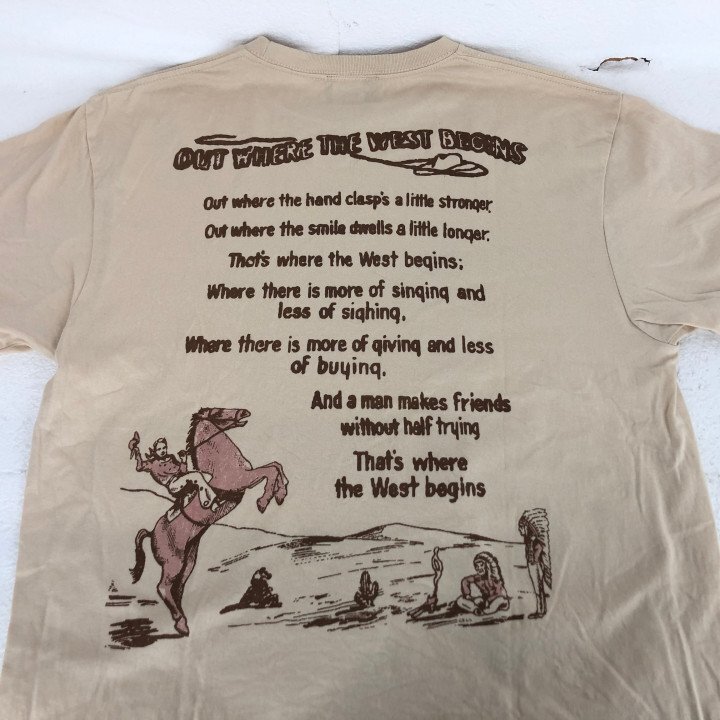 OUT WHERE THE WEST BEGINS
Out where the hand clasp's a little stronger,
Out where the smile dwells a little longer,
That's where the West begins;
Where there is more of singing and
less of sighing,
Where there is more of giving and less
of buying,
And a man makes friends
without half trying
That's where
the West begins